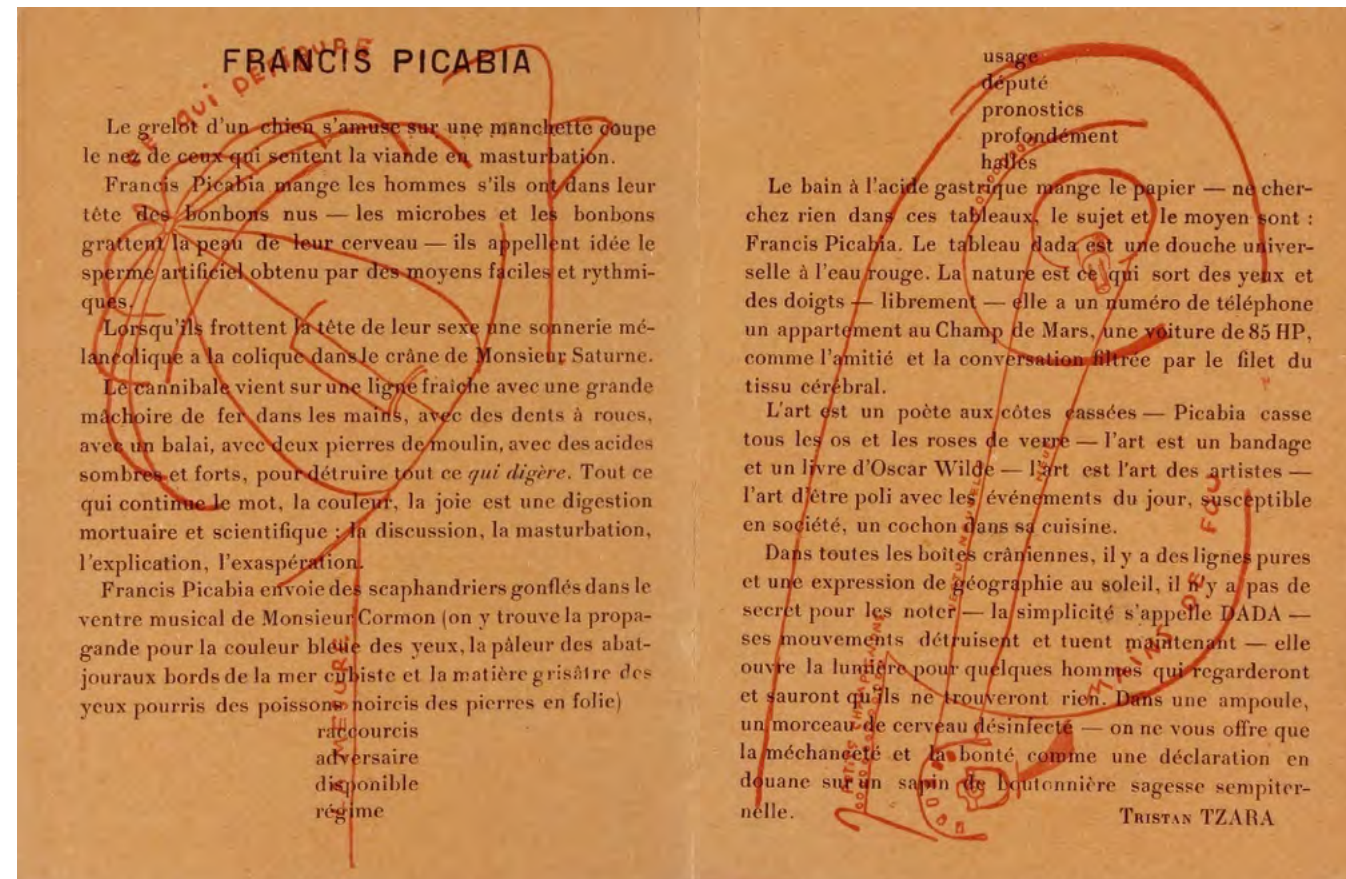 FRANCIS PICABIA
QUI DEMEURE
Le grelot d'un chien s'amuse sur une manchette coupe
le nez de ceux qui sentent la viande en masturbation.
Francis Picabia mange les hommes s'ils ont dans leur
tête des bonbons nus — les microbes et les bonbons
grattent la peau de leur cerveau — ils appellent idée le
sperme artificiel obtenu par des moyens faciles et rythmi-
ques.
Lorsqu'ils frottent la tête de leur sexe une sonnerie mé-
lancolique a la colique dans le crâne de Monsieur Saturne.
Le cannibale vient sur une ligne fraîche avec une grande
mâchoire de fer dans les mains, avec des dents à roues,
avec un balai, avec deux pierres de moulin, avec des acides
sombres et forts, pour détruire tout ce qui digère. Tout ce
qui continue le mot, la couleur, la joie est une digestion
mortuaire et scientifique : la discussion, la masturbation,
l'explication, l'exaspération.
Francis Picabia envoie des scaphandriers gonflés dans le
ventre musical de Monsieur Cormon (on y trouve la propa-
gande pour la couleur bleue des yeux, la pâleur des abat-
jouraux bords de la mer cubiste et la matière grisâtre des
yeux pourris des poissons noircis des pierres en folie)
raccourcis
adversaire
disponible
régime
MESURE.
usage
député
pronostics
profondément
hallés
Le bain à l'acide gastrique mange le papier — ne cher-
chez rien dans ces tableaux, le sujet et le moyen sont :
Francis Picabia. Le tableau dada est une douche univer-
selle à l'eau rouge. La nature est ce qui sort des yeux et
des doigts — librement — elle a un numéro de téléphone
un appartement au Champ de Mars, une voiture de 85 HP,
comme l'amitié et la conversation filtrée par le filet du
tissu cérébral.
L'art est un poète aux côtes cassées — Picabia casse
tous les os et les roses de verre — l'art est un bandage
et un livre d'Oscar Wilde — l'art est l'art des artistes —
l'art d'être poli avec les événements du jour, susceptible
en société, un cochon dans sa cuisine.
Dans toutes les boîtes crâniennes, il y a des lignes pures
et une expression de géographie au soleil, il n'y a pas de
secret pour les noter — la simplicité s'appelle DADA —
ses mouvements détruisent et tuent maintenant — elle
ouvre la lumière pour quelques hommes qui regarderont
et sauront qu'ils ne trouveront rien. Dans une ampoule,
un morceau de cerveau désinfecté — on ne vous offre que
la méchanceté et la bonté comme une déclaration en
douane sur un sapin de boutonnière sagesse sempiter-
nelle.
TRISTAN TZARA
MAIN DE FOU